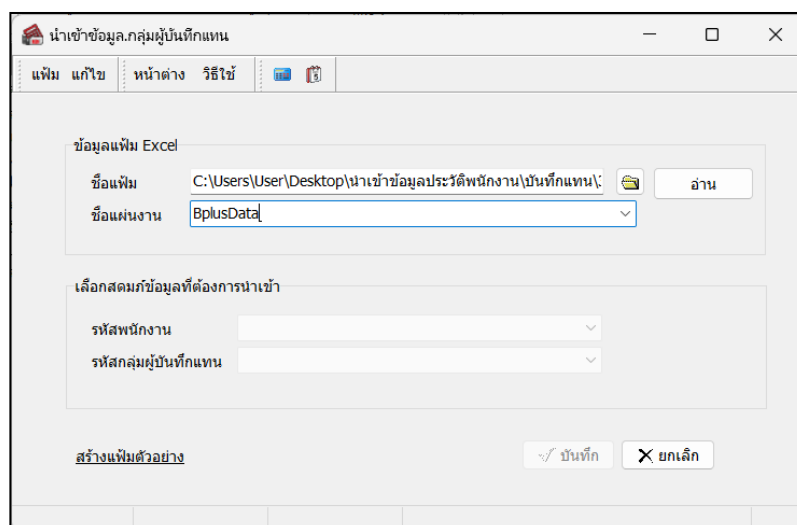 นำเข้าข้อมูล.กลุ่มผู้บันทึกแทน
แฟ้ม แก้ไข หน้าต่าง วิธีใช้
ข้อมูลแฟ้ม Excel
ชื่อแฟ้ม C:\Users\User\Desktop\นำเข้าข้อมูลประวัติพนักงาน\บันทึกแทน\ อ่าน
ชื่อแผ่นงาน BplusData
เลือกสดมภ์ข้อมูลที่ต้องการนำเข้า
รหัสพนักงาน
รหัสกลุ่มผู้บันทึกแทน
สร้างแฟ้มตัวอย่าง บันทึก ยกเลิก